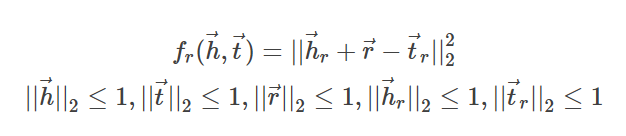 $f_r(\vec{h}, \vec{t}) = ||\vec{h}_r + \vec{r} - \vec{t}_r||_2^2$
$||\vec{h}||_2 \leq 1, ||\vec{t}||_2 \leq 1, ||\vec{r}||_2 \leq 1, ||\vec{h}_r||_2 \leq 1, ||\vec{t}_r||_2 \leq 1$